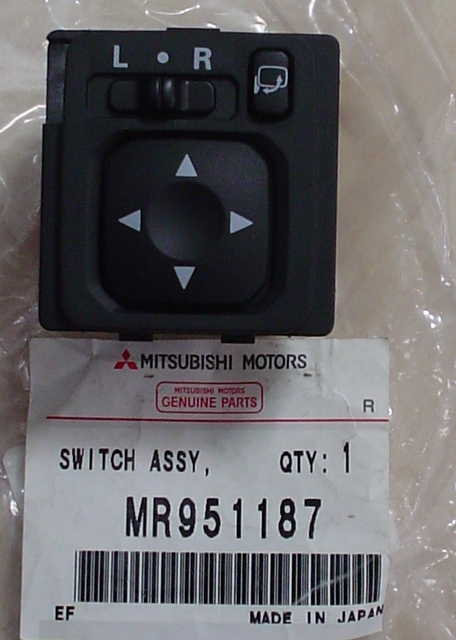 L • R
MITSUBISHI MOTORS
MITSUBISHI MOTORS
GENUINE PARTS
R
SWITCH ASSY, QTY: 1
MR951187
EF MADE IN JAPAN